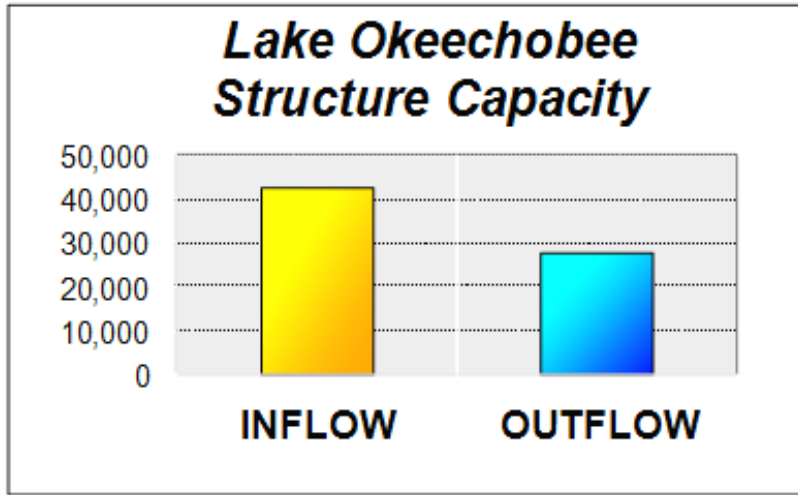 Lake Okeechobee
Structure Capacity
50,000
40,000
30,000
20,000
10,000
0
INFLOW OUTFLOW